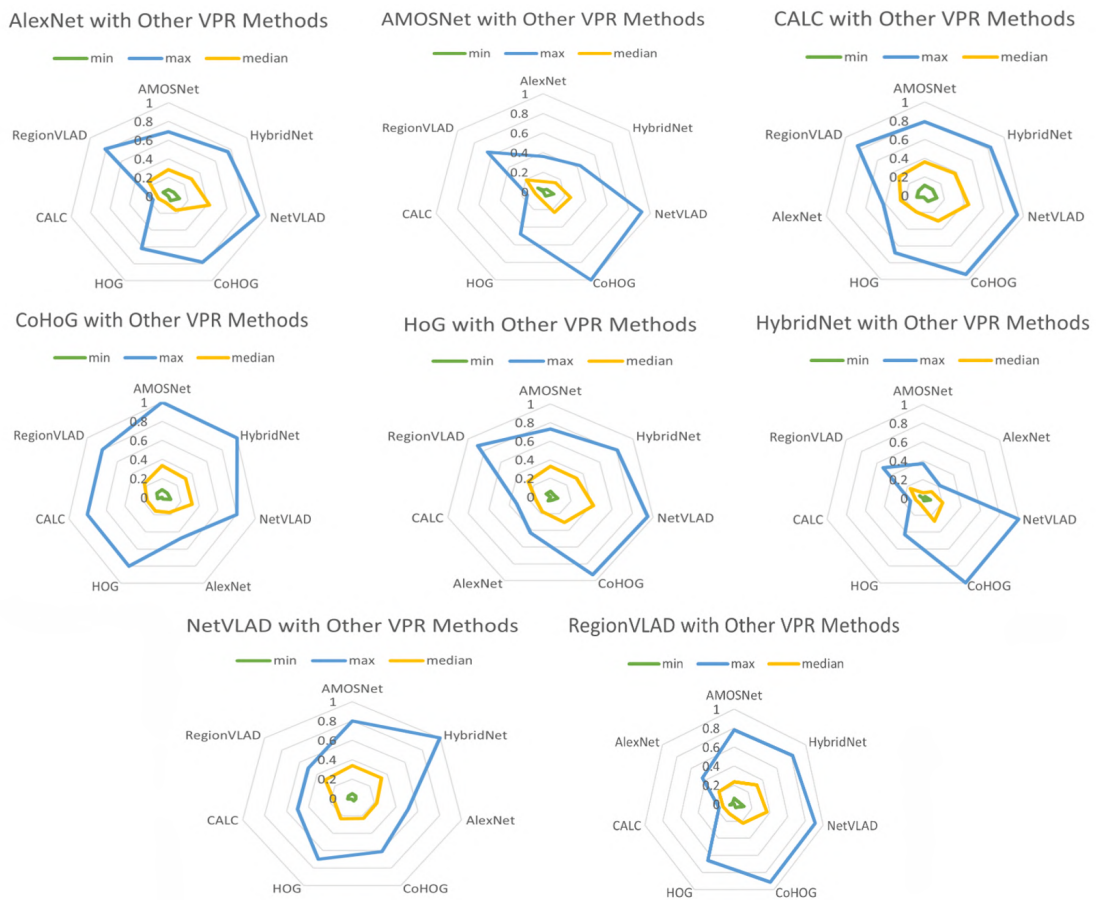 AlexNet with Other VPR Methods
min max median
AMOSNet
1
0.8
0.6
0.4
0.2
0
HybridNet
NetVLAD
CoHOG
HOG
CALC
RegionVLAD
AMOSNet with Other VPR Methods
min max median
AlexNet
1
0.8
0.6
0.4
0.2
0
HybridNet
NetVLAD
CoHOG
HOG
CALC
RegionVLAD
CALC with Other VPR Methods
min max median
AMOSNet
1
0.8
0.6
0.4
0.2
0
HybridNet
NetVLAD
CoHOG
HOG
AlexNet
RegionVLAD
CoHoG with Other VPR Methods
min max median
AMOSNet
1
0.8
0.6
0.4
0.2
0
HybridNet
NetVLAD
AlexNet
HOG
CALC
RegionVLAD
HoG with Other VPR Methods
min max median
AMOSNet
1
0.8
0.6
0.4
0.2
0
HybridNet
NetVLAD
CoHOG
AlexNet
CALC
RegionVLAD
HybridNet with Other VPR Methods
min max median
AMOSNet
1
0.8
0.6
0.4
0.2
0
AlexNet
NetVLAD
CoHOG
HOG
CALC
RegionVLAD
NetVLAD with Other VPR Methods
min max median
AMOSNet
1
0.8
0.6
0.4
0.2
0
HybridNet
AlexNet
CoHOG
HOG
CALC
RegionVLAD
RegionVLAD with Other VPR Methods
min max median
AMOSNet
1
0.8
0.6
0.4
0.2
0
HybridNet
NetVLAD
CoHOG
HOG
CALC
AlexNet